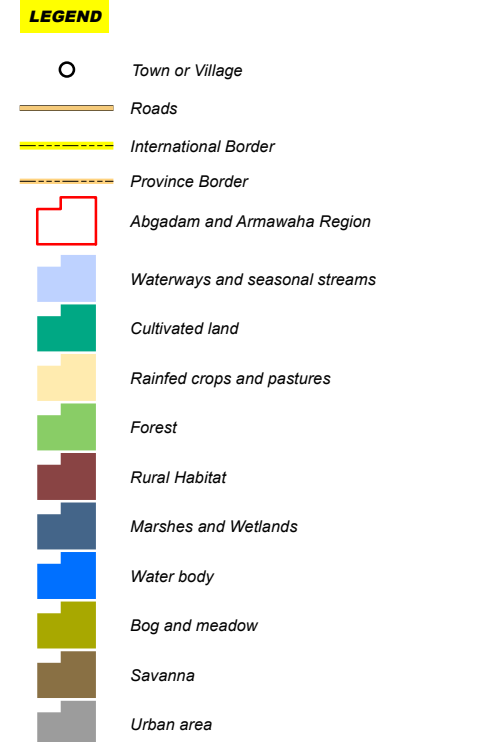 LEGEND
Town or Village
Roads
International Border
Province Border
Abgadam and Armawaha Region
Waterways and seasonal streams
Cultivated land
Rainfed crops and pastures
Forest
Rural Habitat
Marshes and Wetlands
Water body
Bog and meadow
Savanna
Urban area